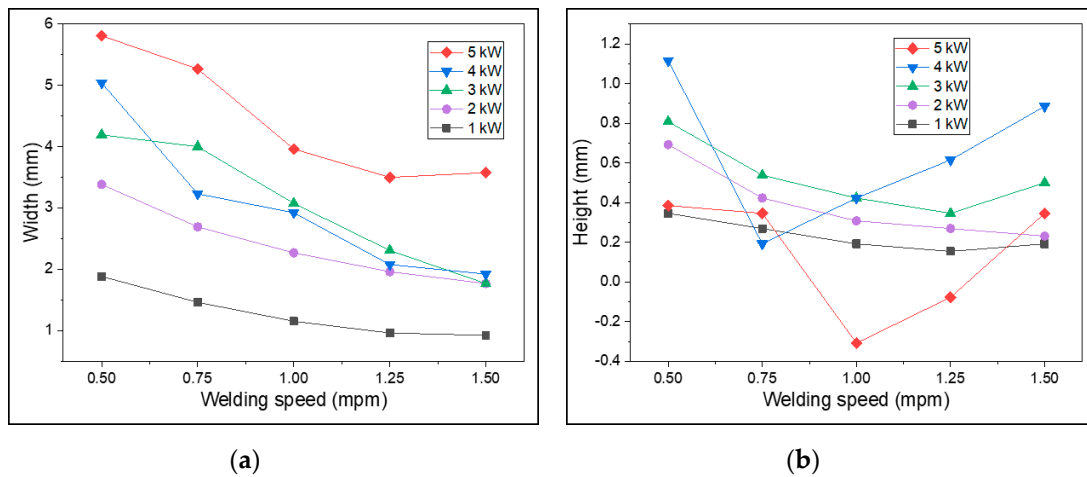 6
5
4
3
2
1
Width (mm)
5 kW
4 kW
3 kW
2 kW
1 kW
0.50 0.75 1.00 1.25 1.50
Welding speed (mpm)
(a)
1.2
1.0
0.8
0.6
0.4
0.2
0.0
-0.2
-0.4
Height (mm)
5 kW
4 kW
3 kW
2 kW
1 kW
0.50 0.75 1.00 1.25 1.50
Welding speed (mpm)
(b)